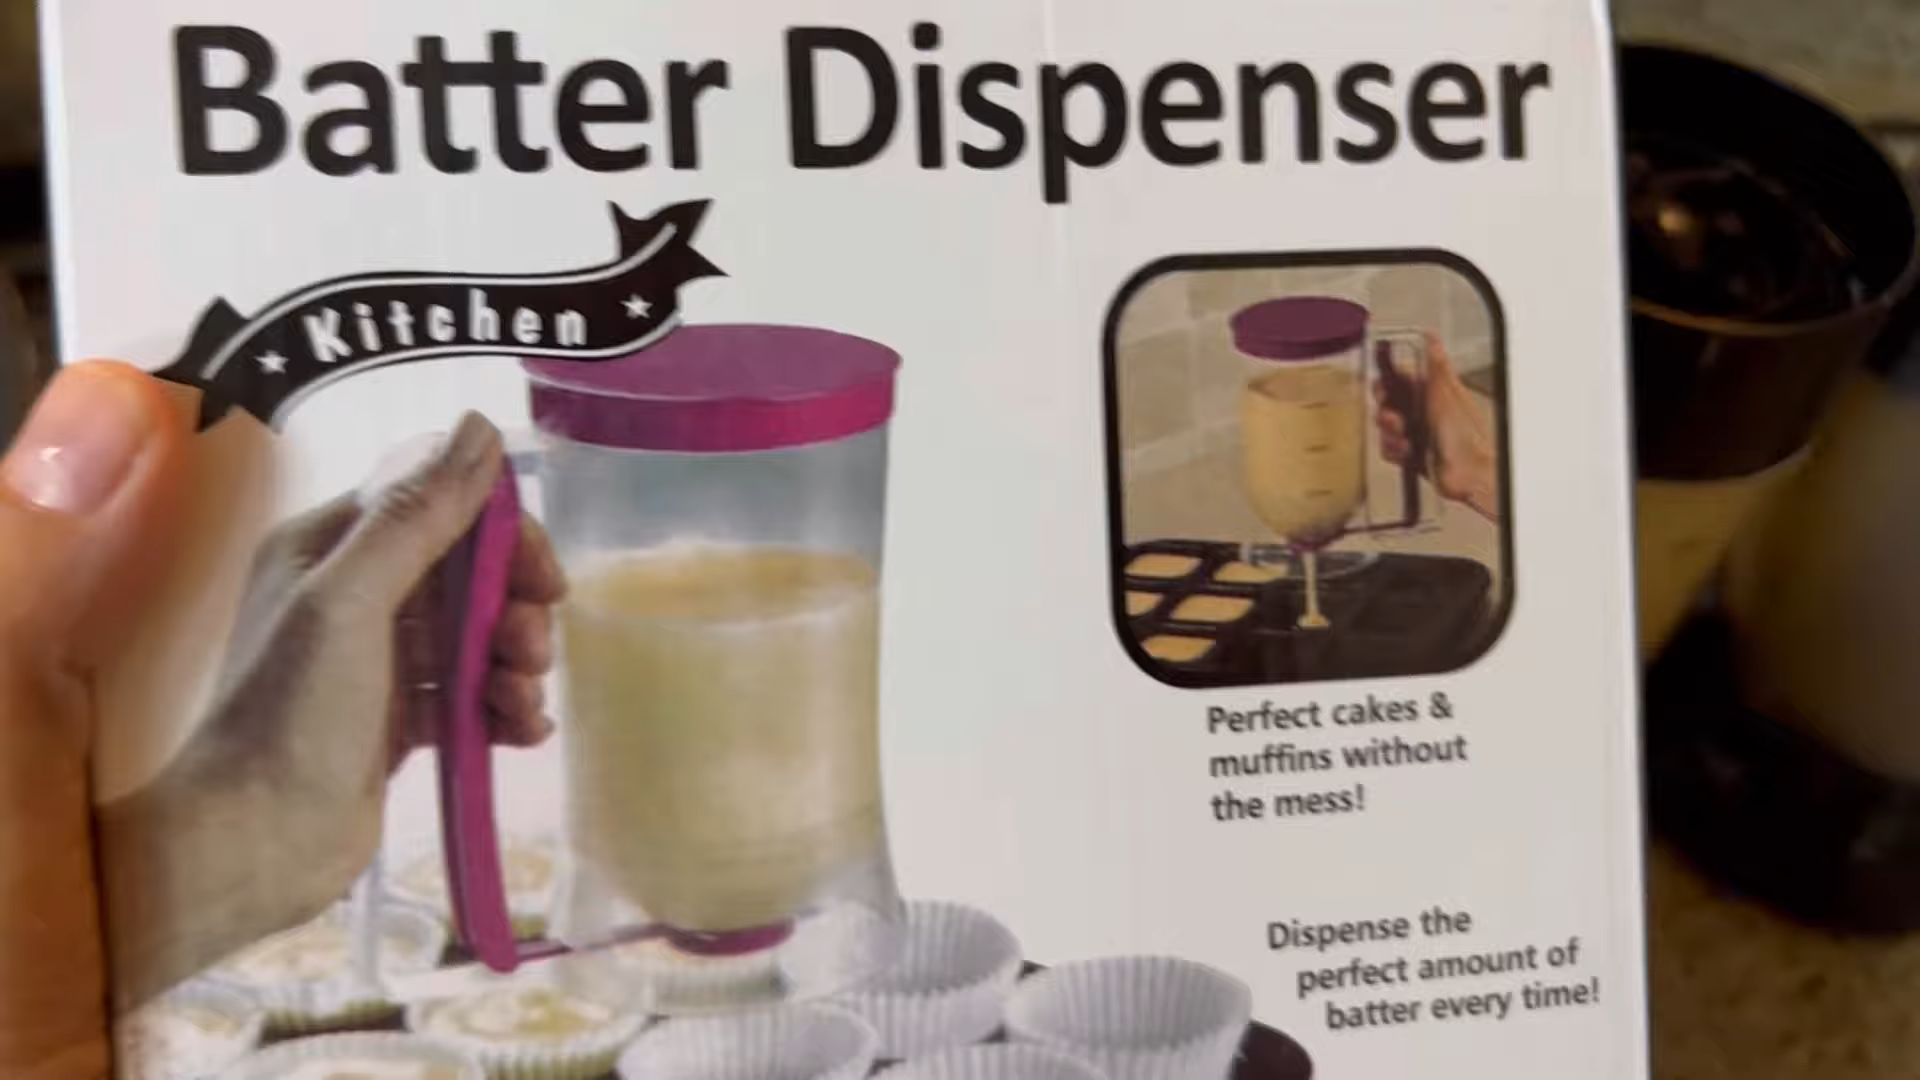 Batter Dispenser
Kitchen
Perfect cakes &
muffins without
the mess!
Dispense the
perfect amount of
batter every time!